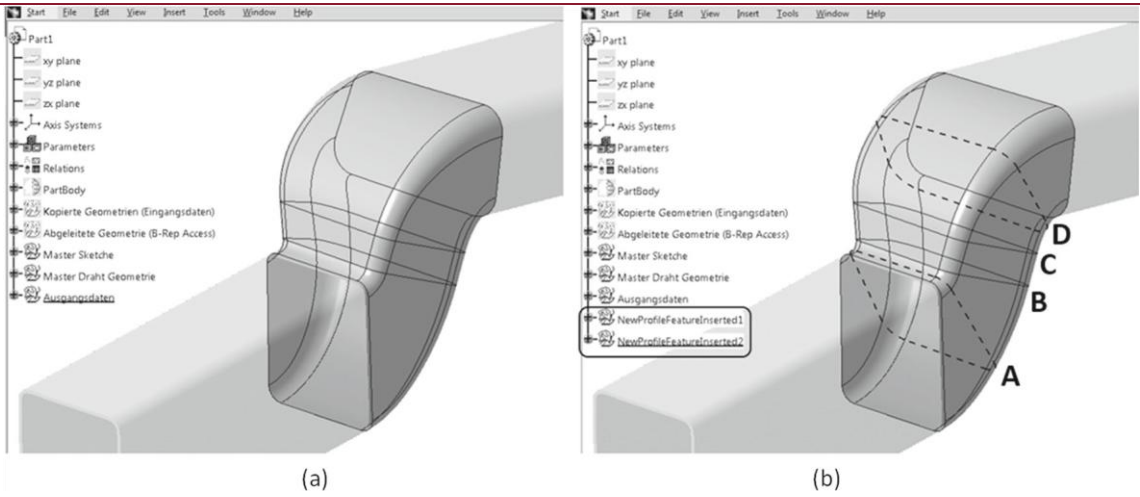 Start File Edit View Insert Tools Window Help
Part1
xy plane
yz plane
zx plane
Axis Systems
Parameters
Relations
PartBody
Kopierte Geometrien (Eingangsdaten)
Abgeleitete Geometrie (B-Rep Access)
Master Sketche
Master Draht Geometrie
Ausgangsdaten
(a)
Start File Edit View Insert Tools Window Help
Part1
xy plane
yz plane
zx plane
Axis Systems
Parameters
Relations
PartBody
Kopierte Geometrien (Eingangsdaten)
Abgeleitete Geometrie (B-Rep Access)
Master Sketche
Master Draht Geometrie
Ausgangsdaten
NewProfileFeatureInserted1
NewProfileFeatureInserted2
D
C
B
A
(b)